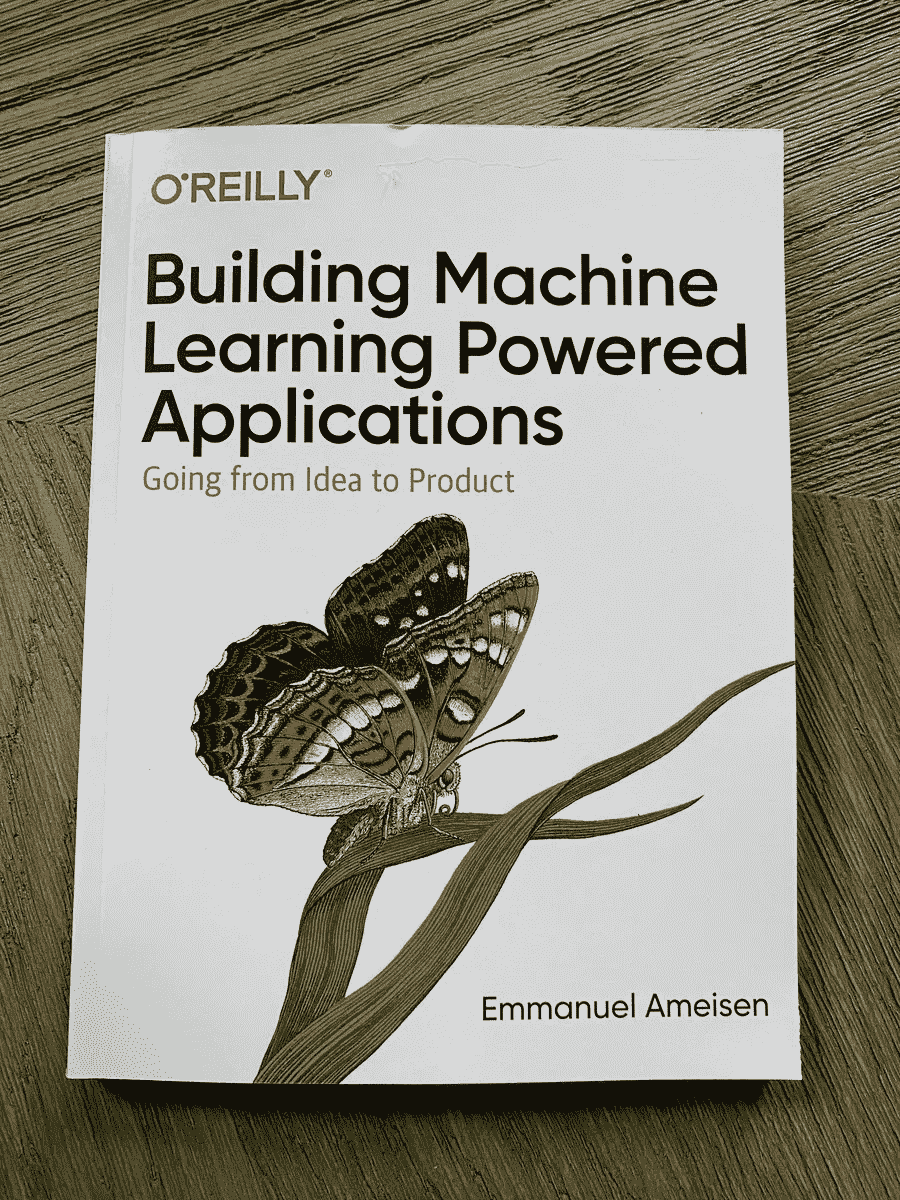 O'REILLY®
Building Machine
Learning Powered
Applications
Going from Idea to Product
Emmanuel Ameisen